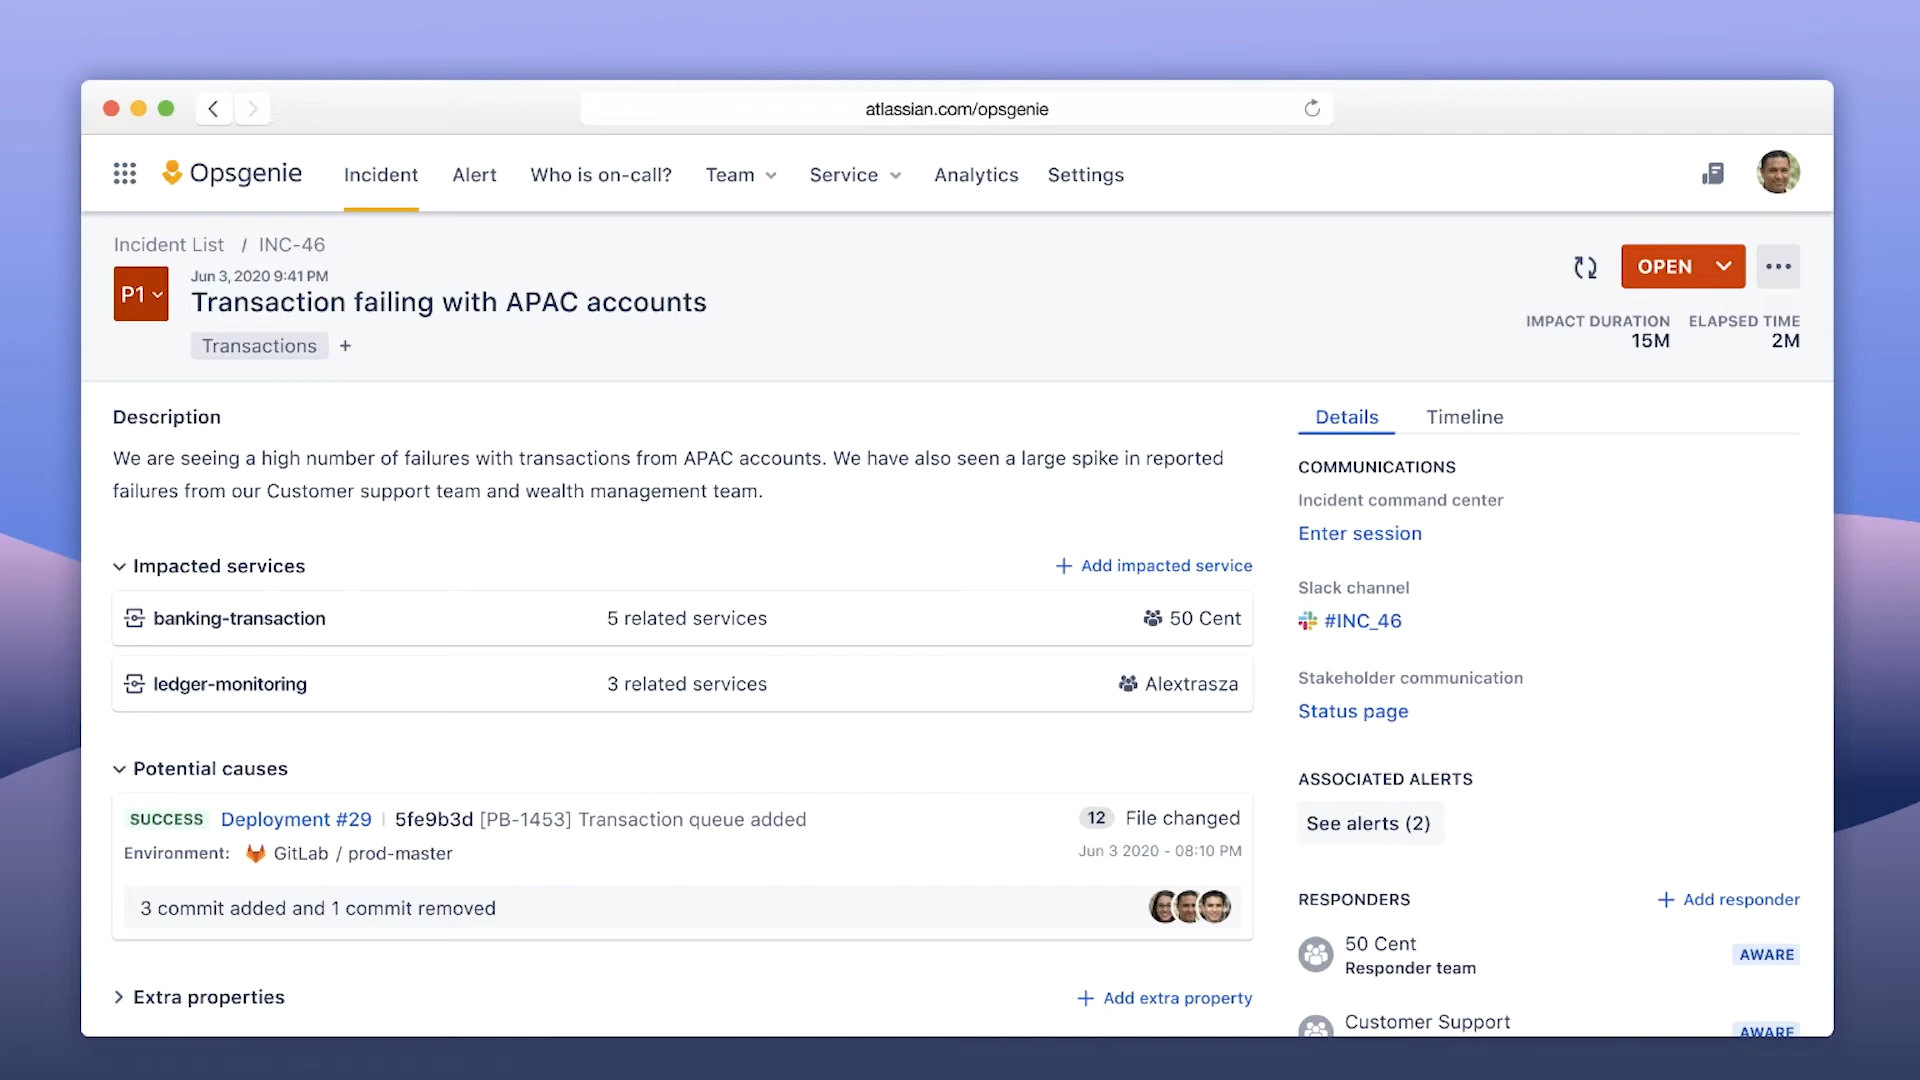 atlassian.com/opsgenie
Opsgenie Incident Alert Who is on-call? Team Service Analytics Settings
Incident List / INC-46
P1
Jun 3, 2020 9:41 PM
Transaction failing with APAC accounts
Transactions +
OPEN
IMPACT DURATION ELAPSED TIME
15M 2M
Description
We are seeing a high number of failures with transactions from APAC accounts. We have also seen a large spike in reported
failures from our Customer support team and wealth management team.
Impacted services + Add impacted service
banking-transaction 5 related services 50 Cent
ledger-monitoring 3 related services Alextrasza
Potential causes
SUCCESS Deployment #29 | 5fe9b3d [PB-1453] Transaction queue added 12 File changed
Environment: GitLab / prod-master Jun 3 2020 - 08:10 PM
3 commit added and 1 commit removed
Extra properties + Add extra property
Details Timeline
COMMUNICATIONS
Incident command center
Enter session
Slack channel
#INC_46
Stakeholder communication
Status page
ASSOCIATED ALERTS
See alerts (2)
RESPONDERS + Add responder
50 Cent
Responder team AWARE
Customer Support
AWARE